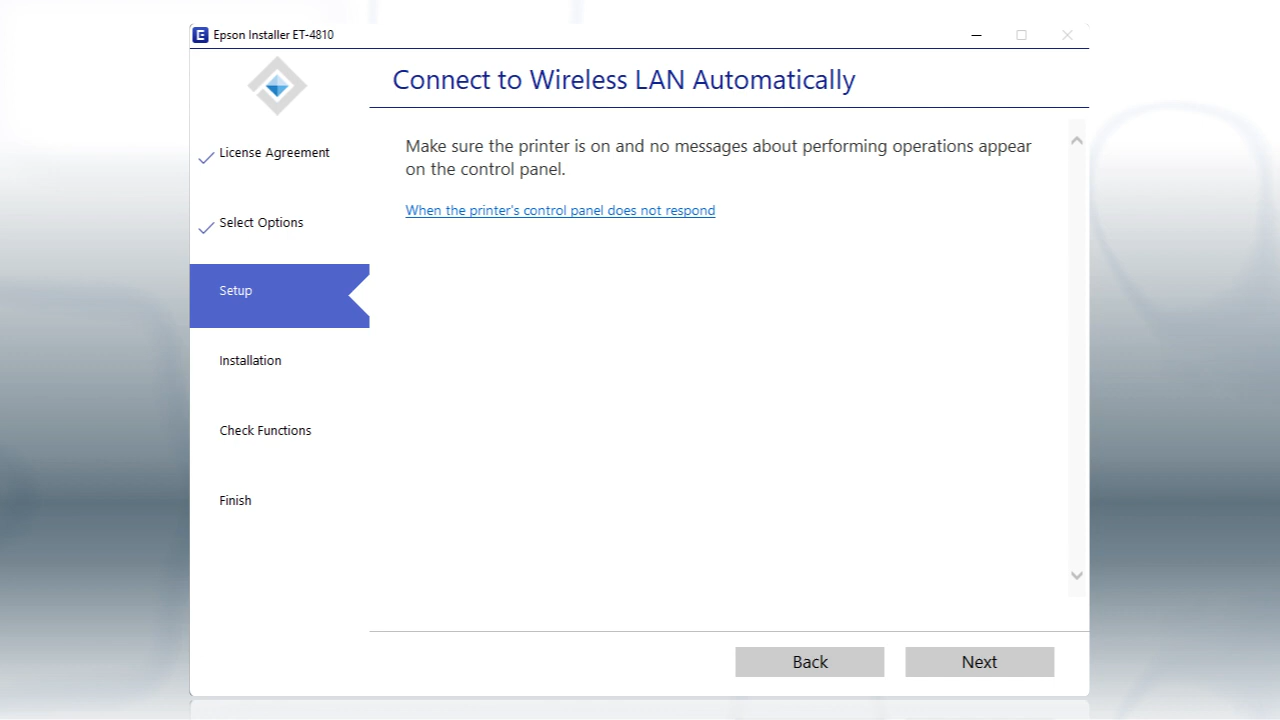 Epson Installer ET-4810
Connect to Wireless LAN Automatically
License Agreement
Select Options
Setup
Installation
Check Functions
Finish
Make sure the printer is on and no messages about performing operations appear
on the control panel.
When the printer's control panel does not respond
Back
Next